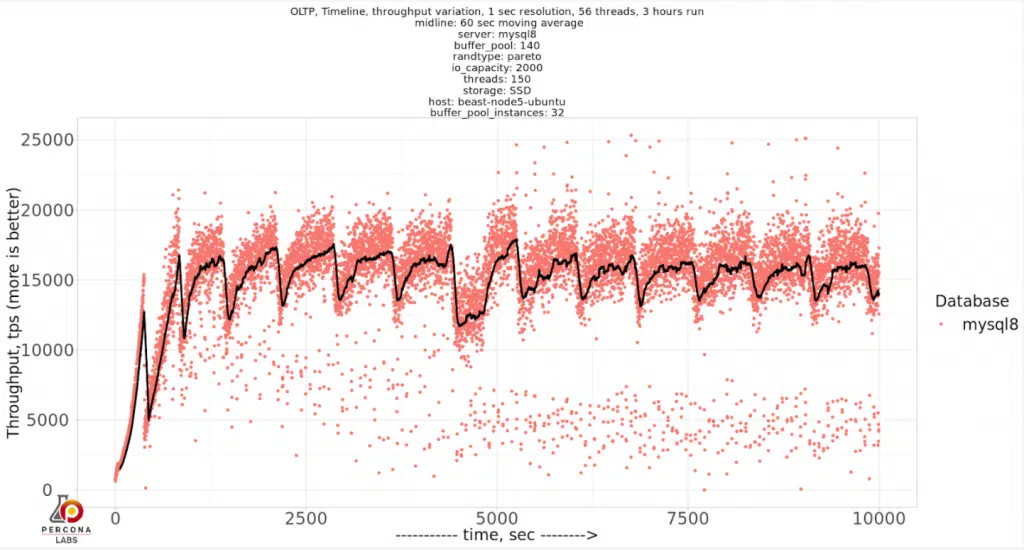 OLTP, Timeline, throughput variation, 1 sec resolution, 56 threads, 3 hours run
midline: 60 sec moving average
server: mysql8
buffer_pool: 140
randtype: pareto
io_capacity: 2000
threads: 150
storage: SSD
host: beast-node5-ubuntu
buffer_pool_instances: 32
Throughput, tps (more is better)
25000
20000
15000
10000
5000
0
0 2500 5000 7500 10000
----------- time, sec -------->
Database
mysql8
PERCONA
LABS